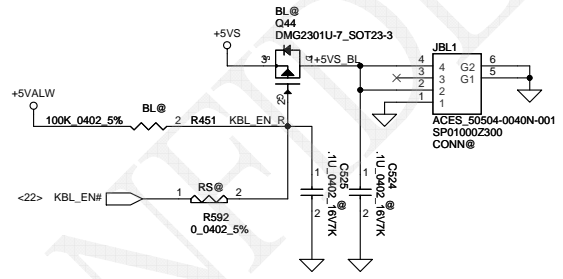 BL@
Q44
DMG2301U-7_SOT23-3
+5VS
3
1
+5VS_BL
JBL1
4 4 G2 6
3 3 G1 5
2 2
1 1
ACES_50504-0040N-001
SP01000Z300
CONN@
+5VALW
BL@
100K_0402_5% 2 R451 KBL_EN_R
2
<22> KBL_EN# 1 RS@ 2
R592
0_0402_5%
1
2
C525 @
.1U_0402_16V7K
1
2
C524 @
.1U_0402_16V7K